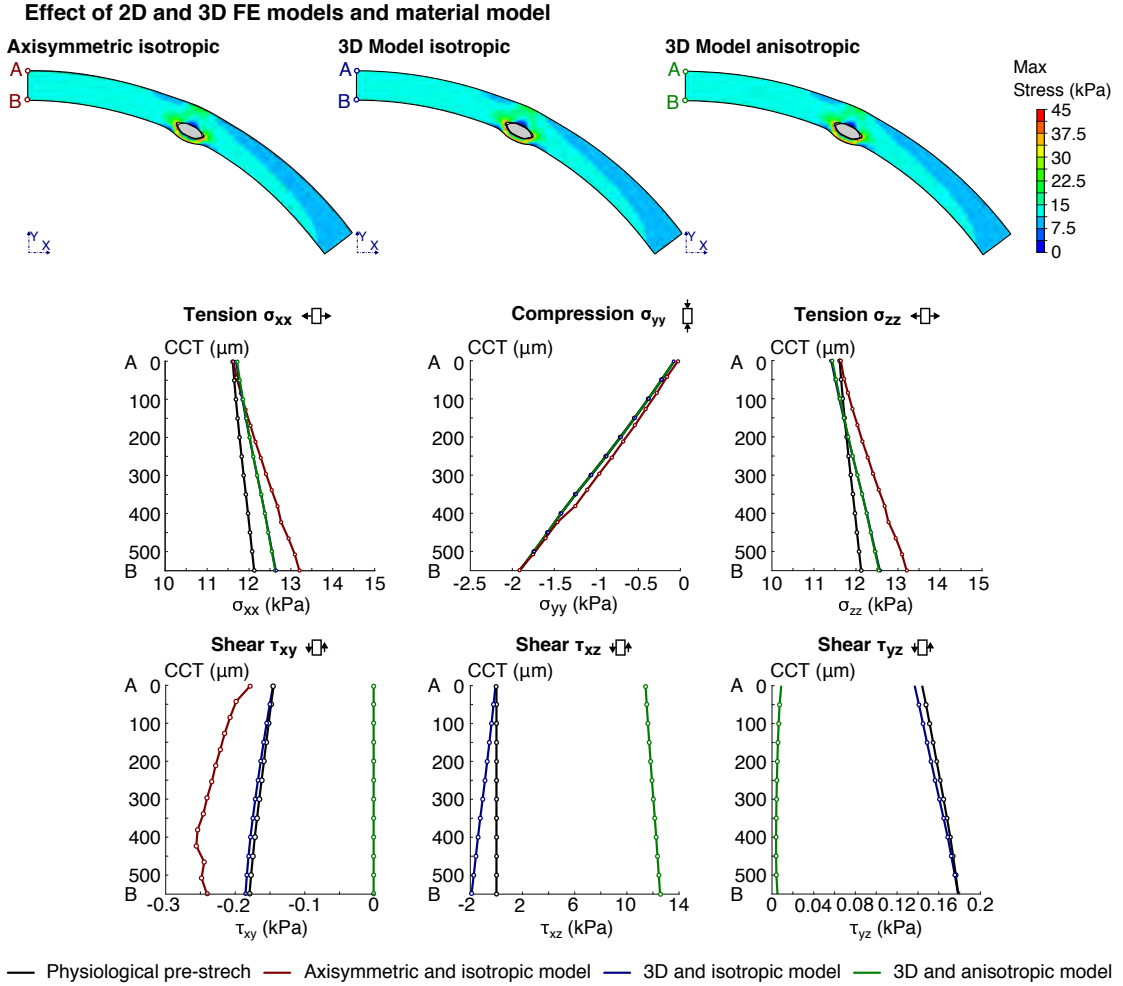 Effect of 2D and 3D FE models and material model
Axisymmetric isotropic
3D Model isotropic
3D Model anisotropic
A
B
A
B
A
B
Y
X
Y
X
Y
X
Max
Stress (kPa)
45
37.5
30
22.5
15
7.5
0
Tension σxx
Compression σyy
Tension σzz
CCT (µm)
A 0
100
200
300
400
500
B
10 11 12 13 14 15
σxx (kPa)
CCT (µm)
A 0
100
200
300
400
500
B
-2.5 -2 -1.5 -1 -0.5 0
σyy (kPa)
CCT (µm)
A 0
100
200
300
400
500
B
10 11 12 13 14 15
σzz (kPa)
Shear τxy
Shear τxz
Shear τyz
CCT (µm)
A 0
100
200
300
400
500
B
-0.3 -0.2 -0.1 0
τxy (kPa)
CCT (µm)
A 0
100
200
300
400
500
B
-2 2 6 10 14
τxz (kPa)
CCT (µm)
A 0
100
200
300
400
500
B
0 0.04 0.08 0.12 0.16 0.2
τyz (kPa)
Physiological pre-strech Axisymmetric and isotropic model 3D and isotropic model 3D and anisotropic model